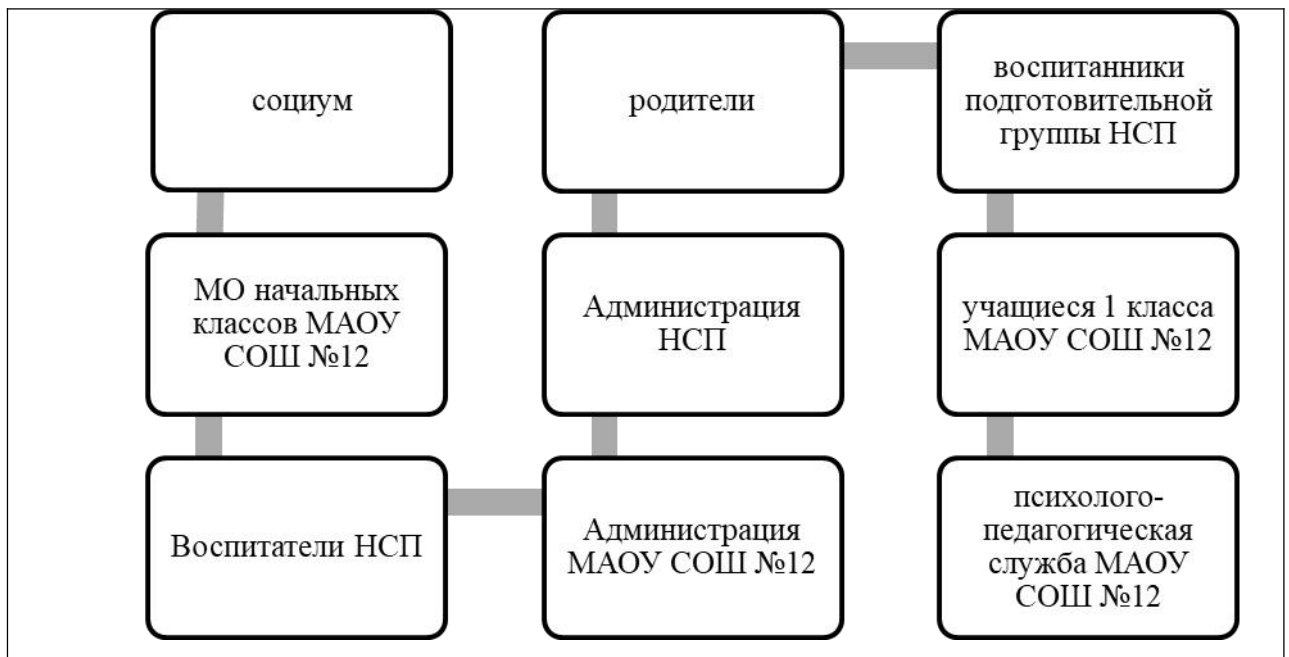 социум
родители
воспитанники
подготовительной
группы НСП
МО начальных
классов МАОУ
СОШ №12
Администрация
НСП
учащиеся 1 класса
МАОУ СОШ №12
Воспитатели НСП
Администрация
МАОУ СОШ №12
психолого-
педагогическая
служба МАОУ
СОШ №12